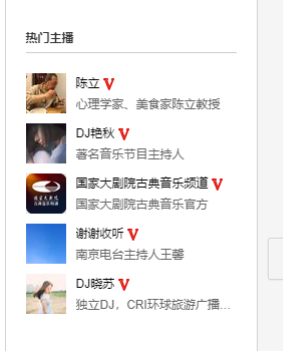 热门主播
陈立
心理学家、美食家陈立教授
DJ艳秋
著名音乐节目主持人
国家大剧院古典音乐频道
国家大剧院古典音乐官方
谢谢收听
南京电台主持人王馨
DJ晓苏
独立DJ，CRI环球旅游广播...